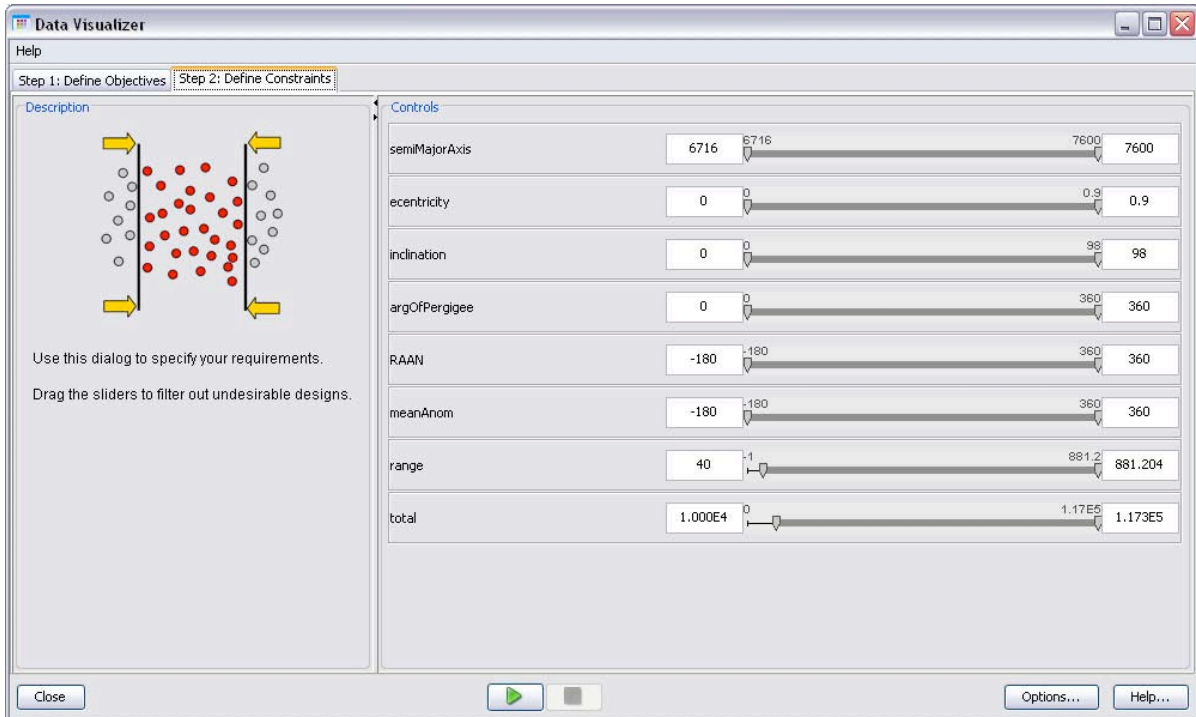 Data Visualizer
Help
Step 1: Define Objectives
Step 2: Define Constraints
Description
Use this dialog to specify your requirements.
Drag the sliders to filter out undesirable designs.
Controls
semiMajorAxis 6716 6716 7600 7600
ecentricity 0 0 0.9 0.9
inclination 0 0 98 98
argOfPergigee 0 0 360 360
RAAN -180 -180 360 360
meanAnom -180 -180 360 360
range 40 -1 881.2 881.204
total 1.000E4 0 1.17E5 1.173E5
Close
Options...
Help...